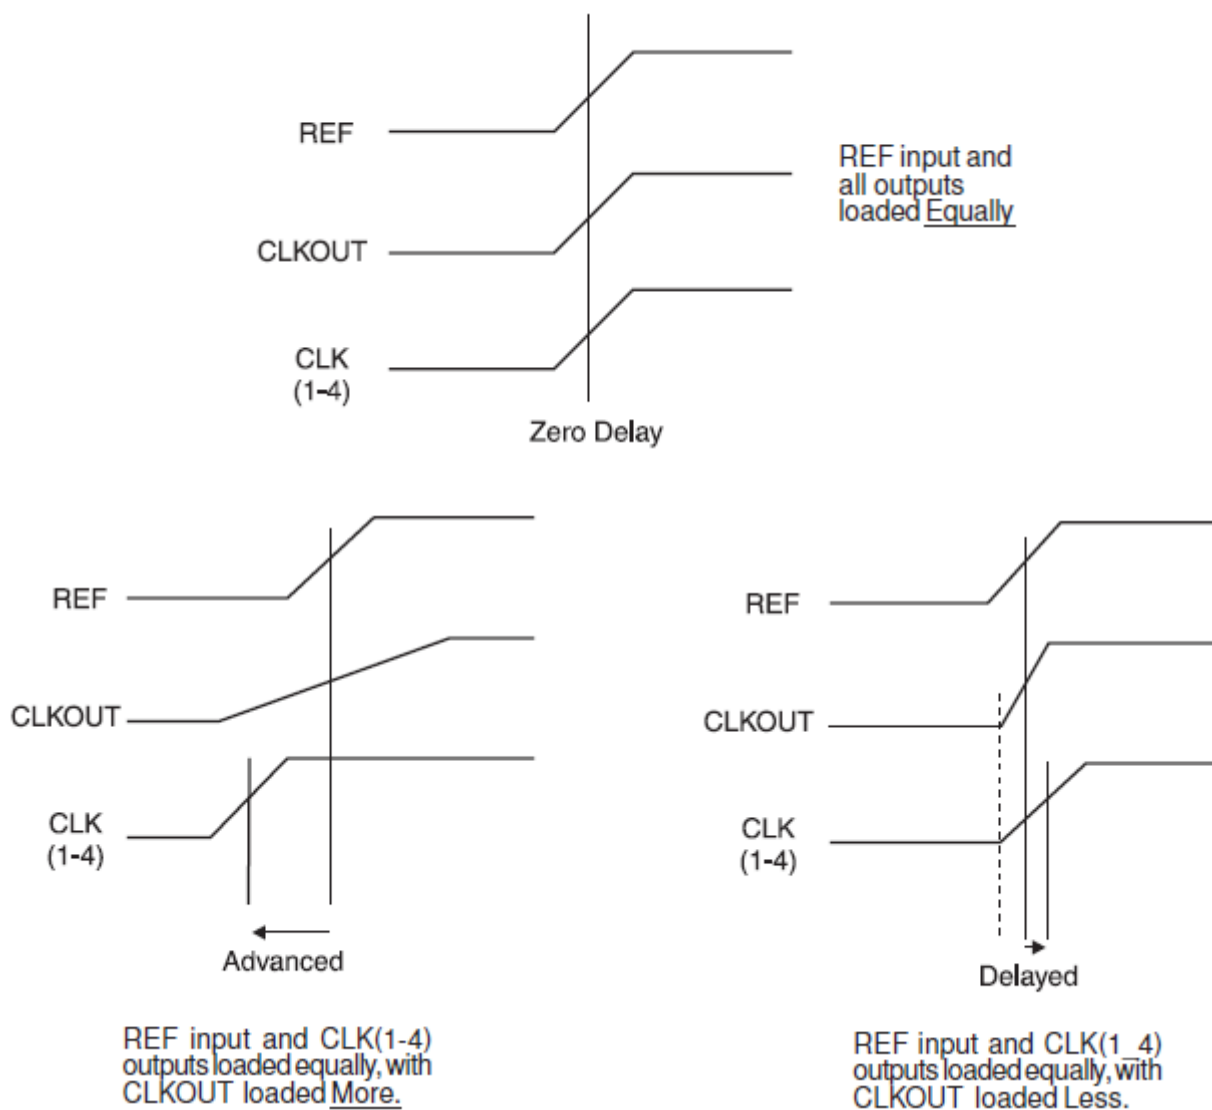 REF
REF input and
all outputs
loaded Equally
CLKOUT
CLK
(1-4)
Zero Delay
REF
CLKOUT
CLK
(1-4)
Advanced
REF input and CLK(1-4)
outputs loaded equally, with
CLKOUT loaded More.
REF
CLKOUT
CLK
(1-4)
Delayed
REF input and CLK(1_4)
outputs loaded equally, with
CLKOUT loaded Less.